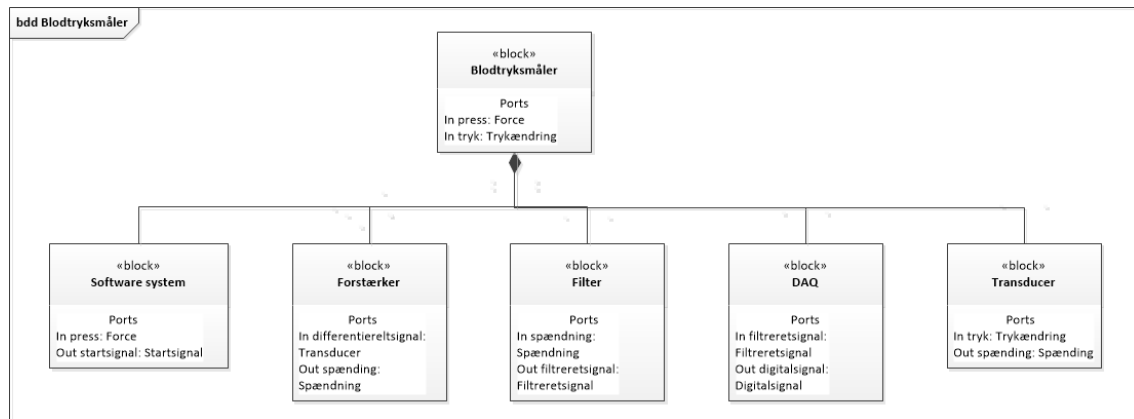 bdd Blodtryksmåler
«block»
Blodtryksmåler
Ports
In press: Force
In tryk: Trykændring
«block»
Software system
Ports
In press: Force
Out startsignal: Startsignal
«block»
Forstærker
Ports
In differentiereltsignal:
Transducer
Out spænding:
Spændning
«block»
Filter
Ports
In spændning:
Spændning
Out filtreretsignal:
Filtreretsignal
«block»
DAQ
Ports
In filtreretsignal:
Filtreretsignal
Out digitalsignal:
Digitalsignal
«block»
Transducer
Ports
In tryk: Trykændring
Out spænding: Spænding